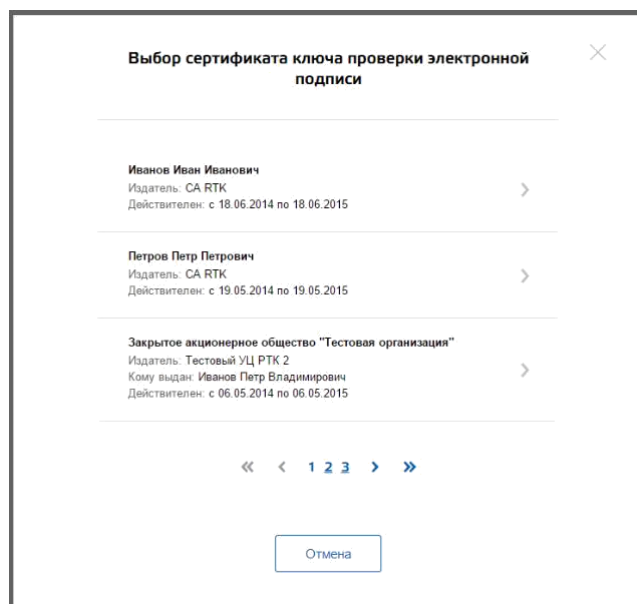 Выбор сертификата ключа проверки электронной
подписи
Иванов Иван Иванович
Издатель: CA RTK
Действителен: с 18.06.2014 по 18.06.2015
Петров Петр Петрович
Издатель: CA RTK
Действителен: с 19.05.2014 по 19.05.2015
Закрытое акционерное общество "Тестовая организация"
Издатель: Тестовый УЦ РТК 2
Кому выдан: Иванов Петр Владимирович
Действителен: с 06.05.2014 по 06.05.2015
« ‹ 1 2 3 › »
Отмена